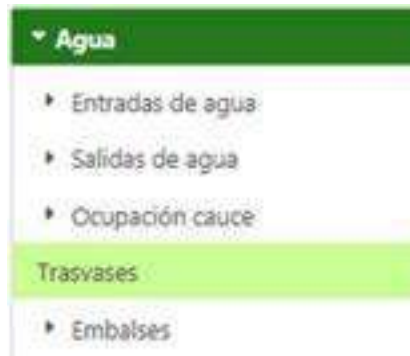 Agua
Entradas de agua
Salidas de agua
Ocupación cauce
Trasvases
Embalses